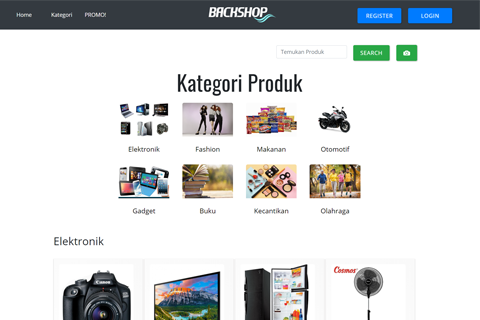 Home Kategori PROMO! BACKSHOP REGISTER LOGIN
Temukan Produk SEARCH
Kategori Produk
Elektronik Fashion Makanan Otomotif
Gadget Buku Kecantikan Olahraga
Elektronik
Canon Cosmos